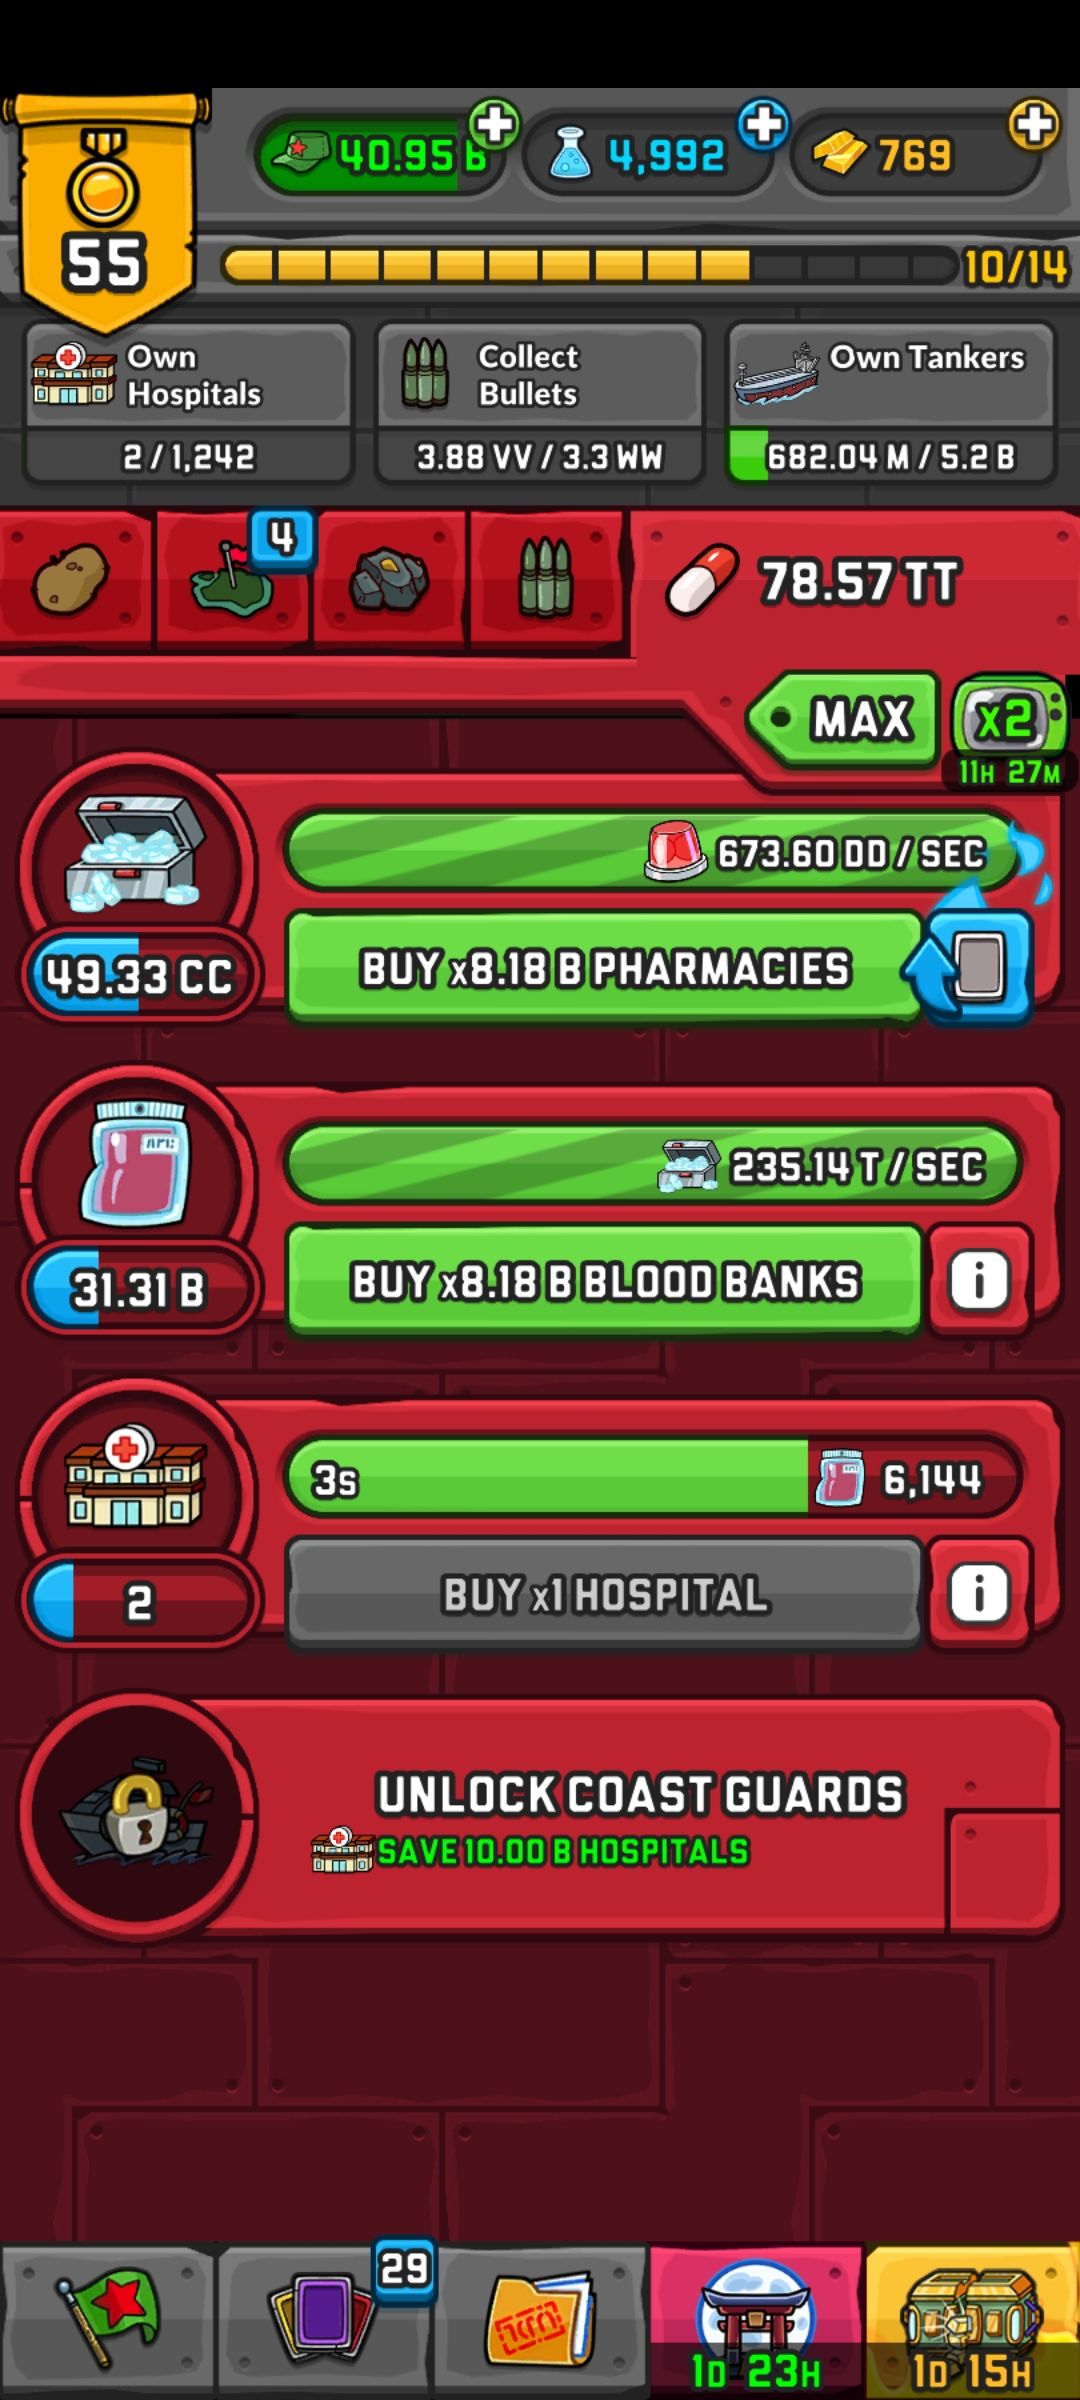 55
40.95 B
4,992
769
10/14
Own
Hospitals
2 / 1,242
Collect
Bullets
3.88 VV / 3.3 WW
Own Tankers
682.04 M / 5.2 B
4
78.57 TT
MAX
x2
11H 27M
673.60 DD / SEC
49.33 CC
BUY x8.18 B PHARMACIES
235.14 T / SEC
31.31 B
BUY x8.18 B BLOOD BANKS
i
3s
6,144
2
BUY x1 HOSPITAL
i
UNLOCK COAST GUARDS
SAVE 10.00 B HOSPITALS
29
1D 23H
1D 15H